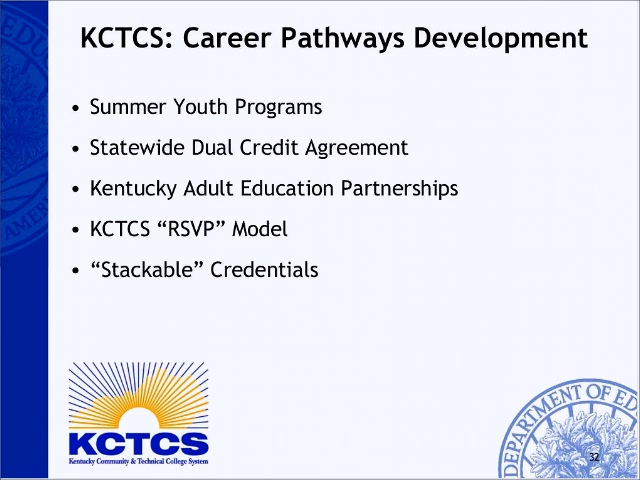 KCTCS: Career Pathways Development
• Summer Youth Programs
• Statewide Dual Credit Agreement
• Kentucky Adult Education Partnerships
• KCTCS “RSVP” Model
• “Stackable” Credentials
KCTCS
Kentucky Community & Technical College System
DEPARTMENT OF ED
32